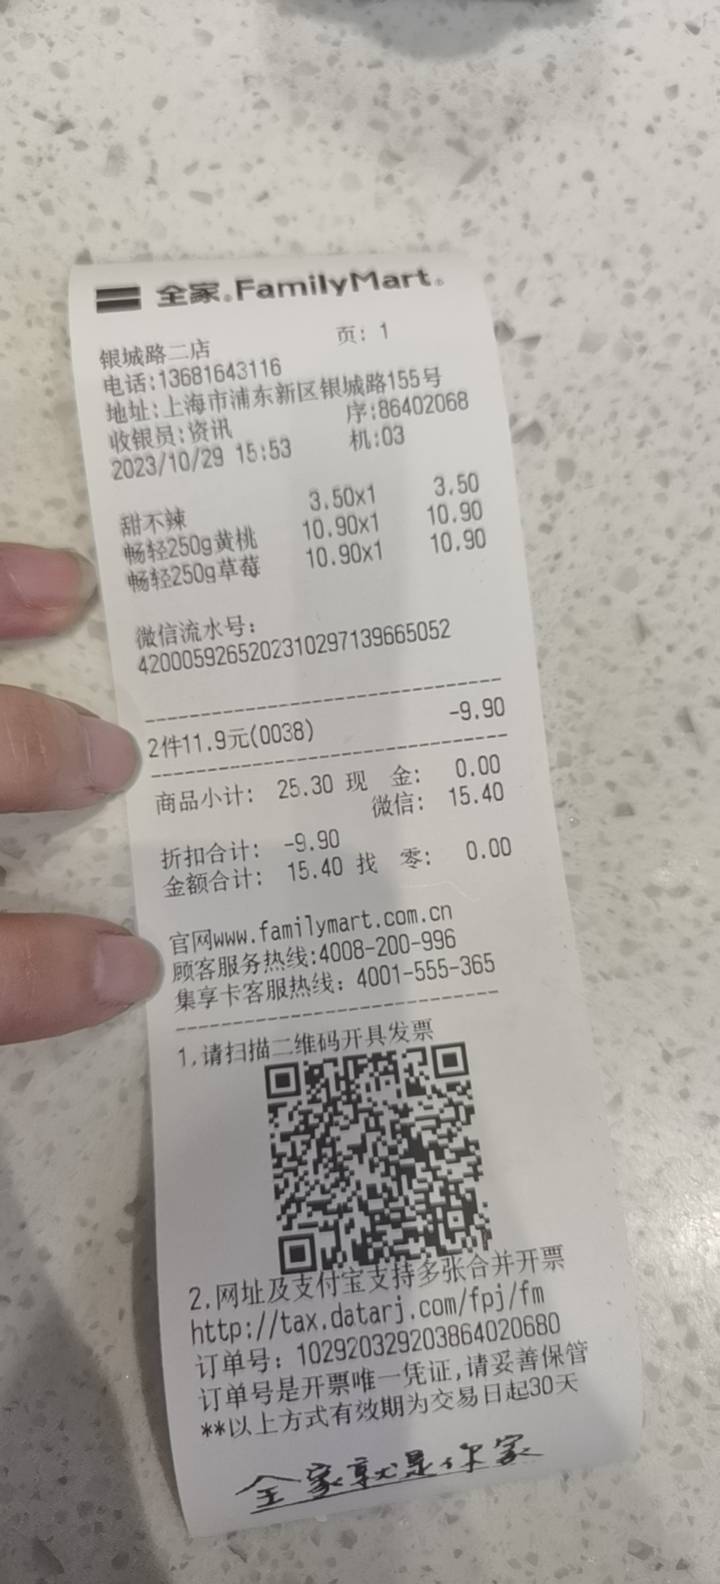 全家®FamilyMart®
银城路二店 页: 1
电话:13681643116
地址:上海市浦东新区银城路155号
收银员:资讯 序:86402068
2023/10/29 15:53 机:03
甜不辣 3.50x1 3.50
畅轻250g黄桃 10.90x1 10.90
畅轻250g草莓 10.90x1 10.90
微信流水号:
4200059265202310297139665052
2件11.9元(0038) -9.90
商品小计: 25.30 现 金: 0.00
微信: 15.40
折扣合计: -9.90
金额合计: 15.40 找 零: 0.00
官网www.familymart.com.cn
顾客服务热线:4008-200-996
集享卡客服热线: 4001-555-365
1.请扫描二维码开具发票
2.网址及支付宝支持多张合并开票
http://tax.datarj.com/fpj/fm
订单号: 102920329203864020680
订单号是开票唯一凭证,请妥善保管
**以上方式有效期为交易日起30天
全家就是你家